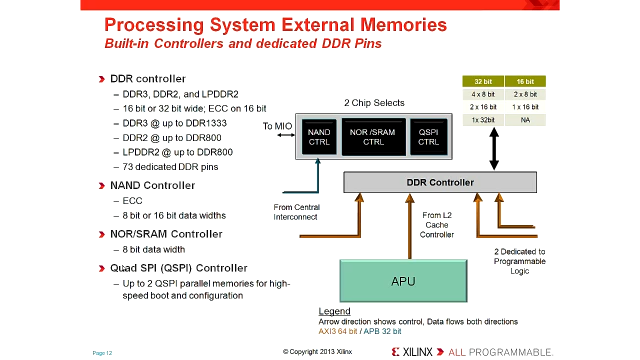 Processing System External Memories
Built-in Controllers and dedicated DDR Pins
DDR controller
– DDR3, DDR2, and LPDDR2
– 16 bit or 32 bit wide; ECC on 16 bit
– DDR3 @ up to DDR1333
– DDR2 @ up to DDR800
– LPDDR2 @ up to DDR800
– 73 dedicated DDR pins
NAND Controller
– ECC
– 8 bit or 16 bit data widths
NOR/SRAM Controller
– 8 bit data width
Quad SPI (QSPI) Controller
– Up to 2 QSPI parallel memories for high-
speed boot and configuration
32 bit 16 bit
4 x 8 bit 2 x 8 bit
2 x 16 bit 1 x 16 bit
1x 32bit NA
2 Chip Selects
To MIO
NAND CTRL
NOR /SRAM CTRL
QSPI CTRL
DDR Controller
From Central
Interconnect
From L2
Cache
Controller
2 Dedicated to
Programmable
Logic
APU
Legend
Arrow direction shows control, Data flows both directions
AXI3 64 bit / APB 32 bit
Page 12
© Copyright 2013 Xilinx
XILINX ALL PROGRAMMABLE.